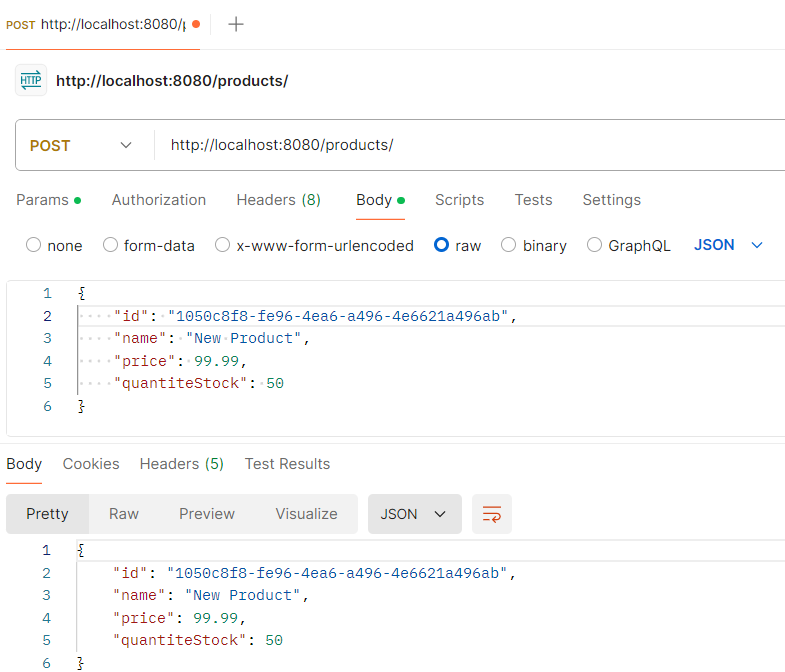 POST http://localhost:8080/p
HTTP http://localhost:8080/products/
POST http://localhost:8080/products/
Params Authorization Headers (8) Body Scripts Tests Settings
none form-data x-www-form-urlencoded raw binary GraphQL JSON
1 {
2 "id": "1050c8f8-fe96-4ea6-a496-4e6621a496ab",
3 "name": "New Product",
4 "price": 99.99,
5 "quantiteStock": 50
6 }
Body Cookies Headers (5) Test Results
Pretty Raw Preview Visualize JSON
1 {
2 "id": "1050c8f8-fe96-4ea6-a496-4e6621a496ab",
3 "name": "New Product",
4 "price": 99.99,
5 "quantiteStock": 50
6 }